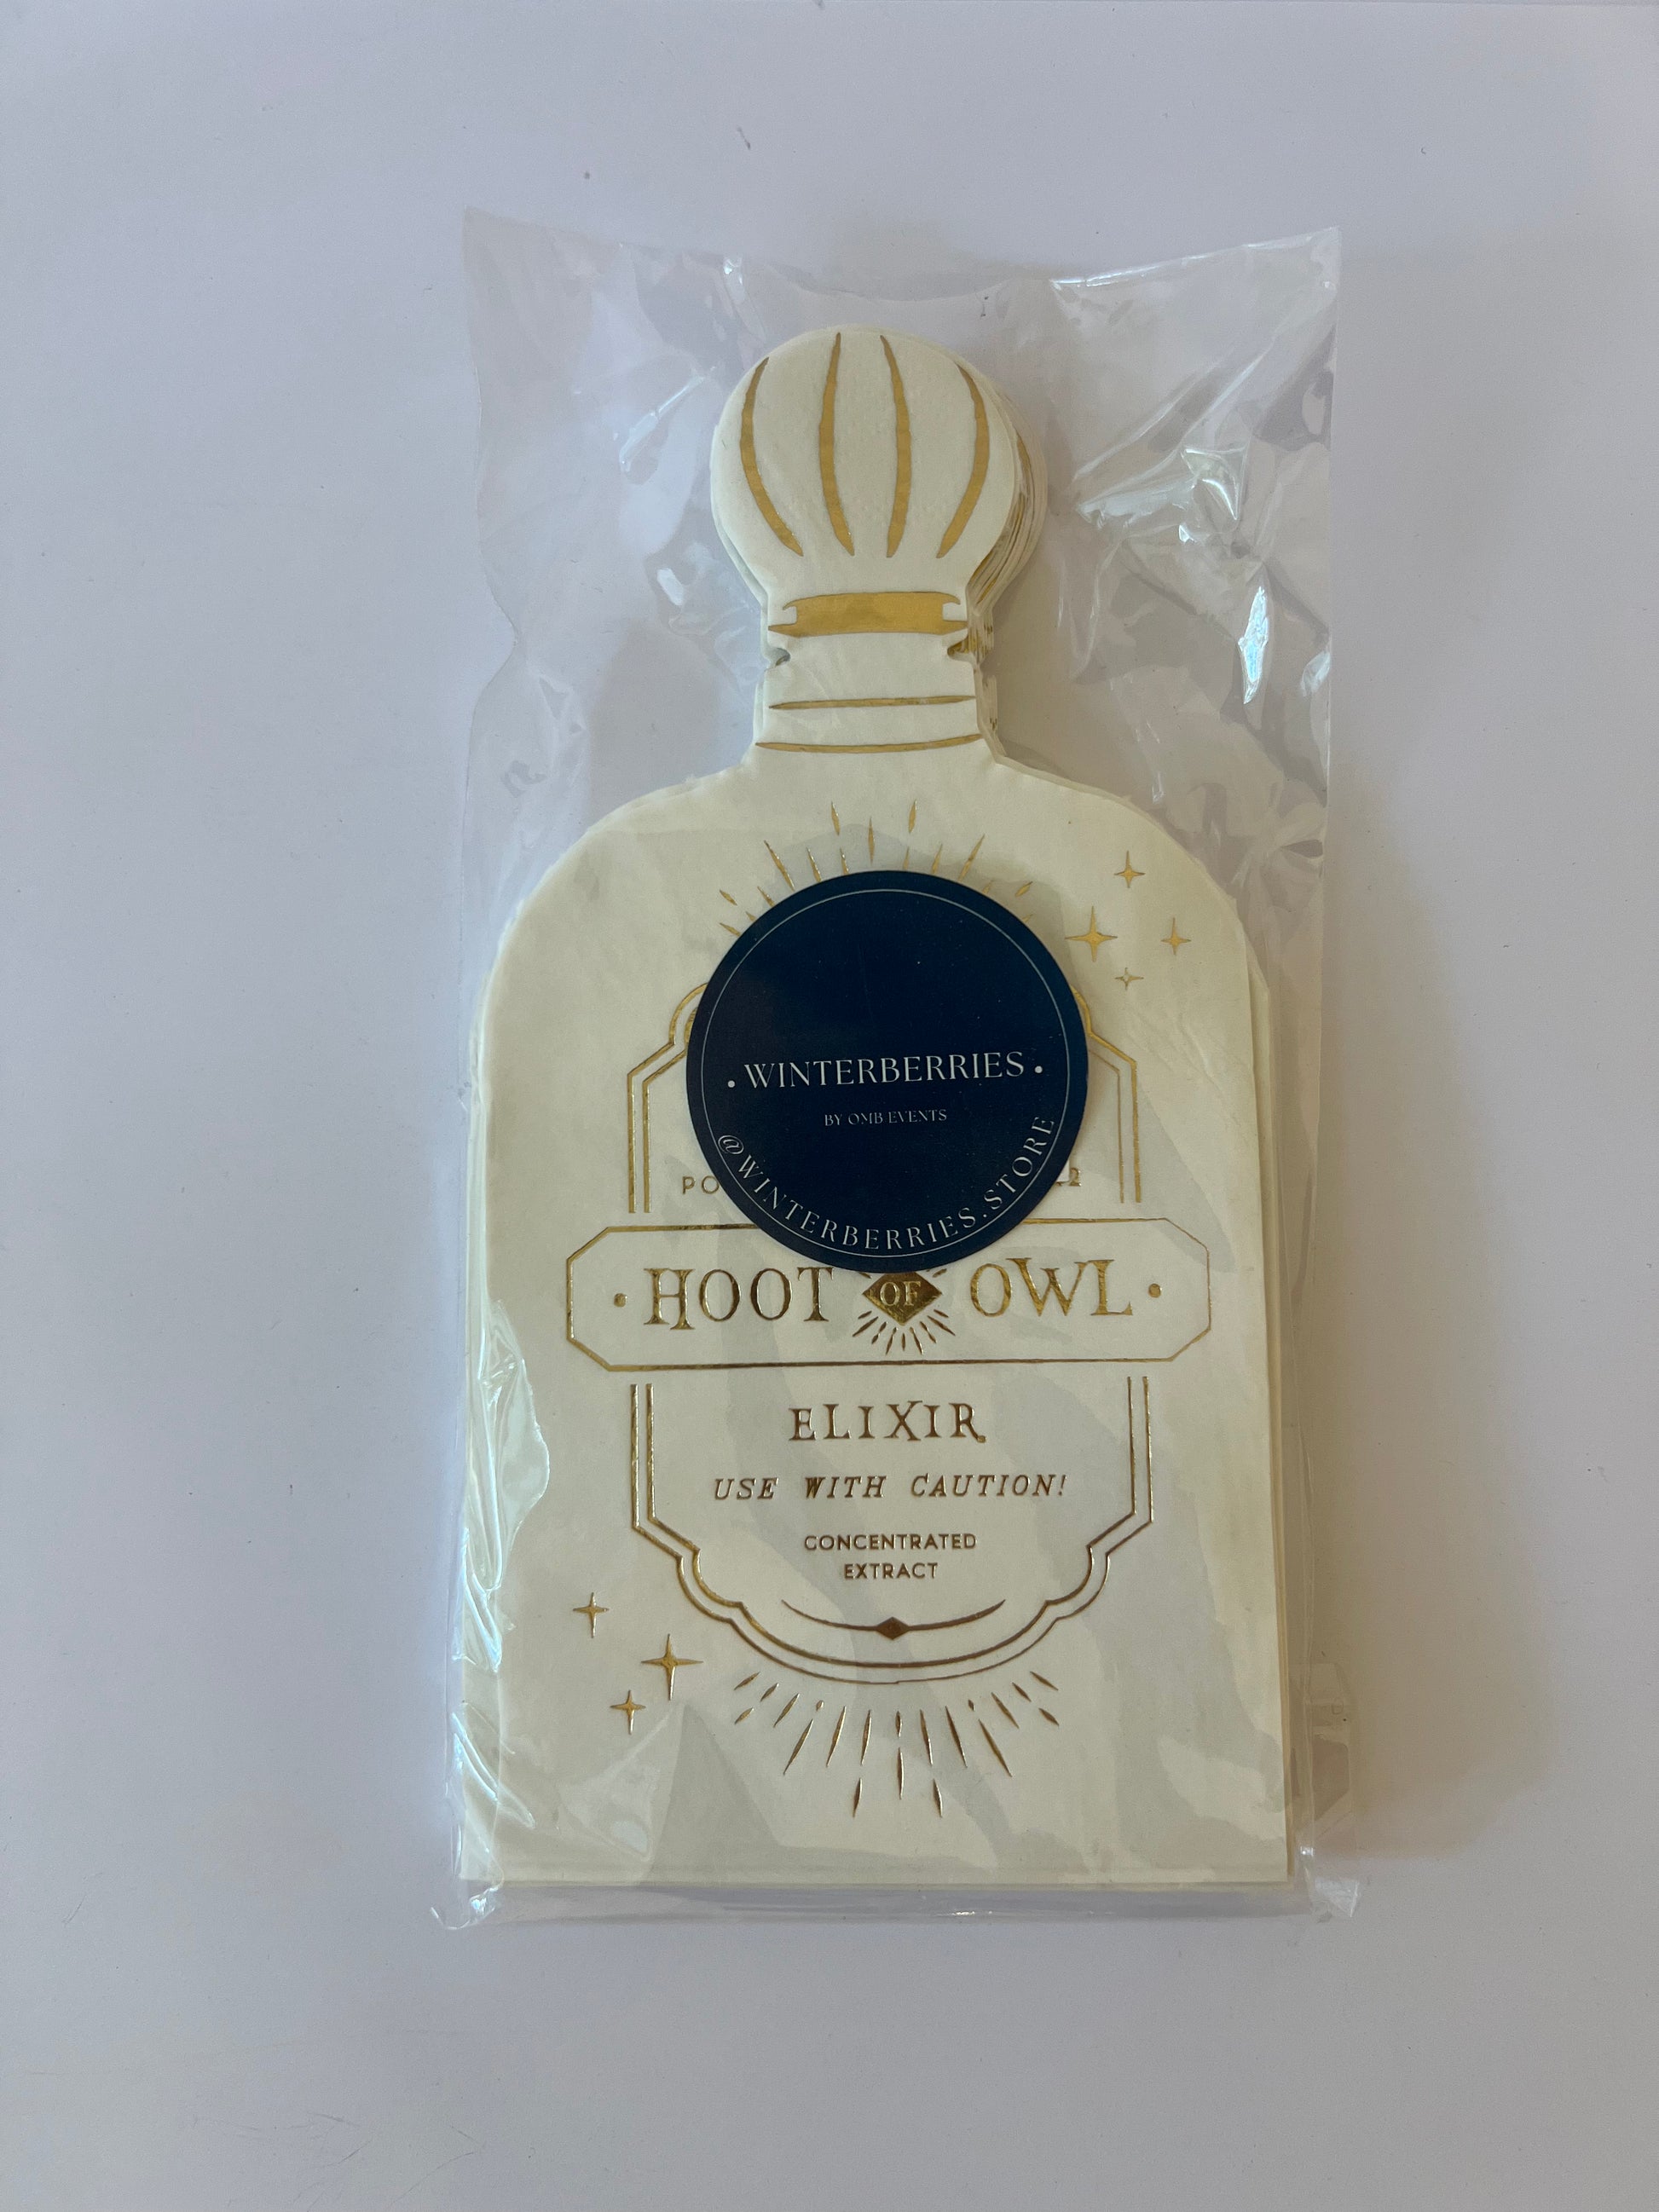 • WINTERBERRIES •
BY OMB EVENTS
@WINTERBERRIES.STORE
• HOOT OF OWL •
ELIXIR
USE WITH CAUTION!
CONCENTRATED
EXTRACT